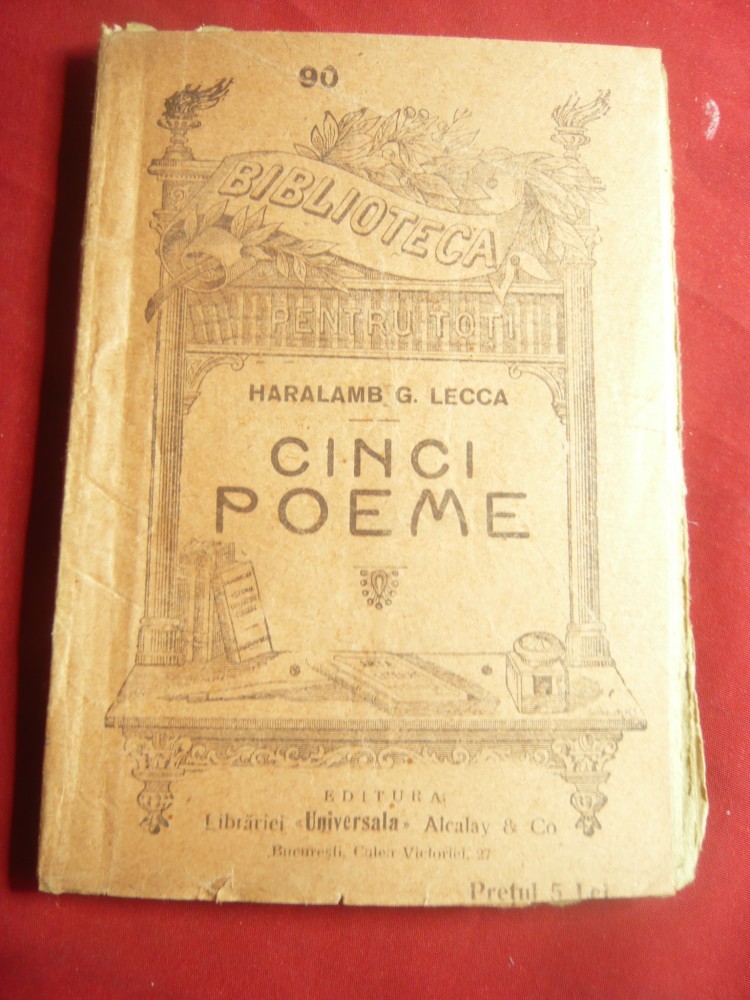 90
BIBLIOTECA
PENTRU TOTI
HARALAMB G. LECCA
CINCI
POEME
EDITURA
Librăriei «Universala» Alcalay & Co
București, Calea Victoriei, 27
Prețul 5 Lei